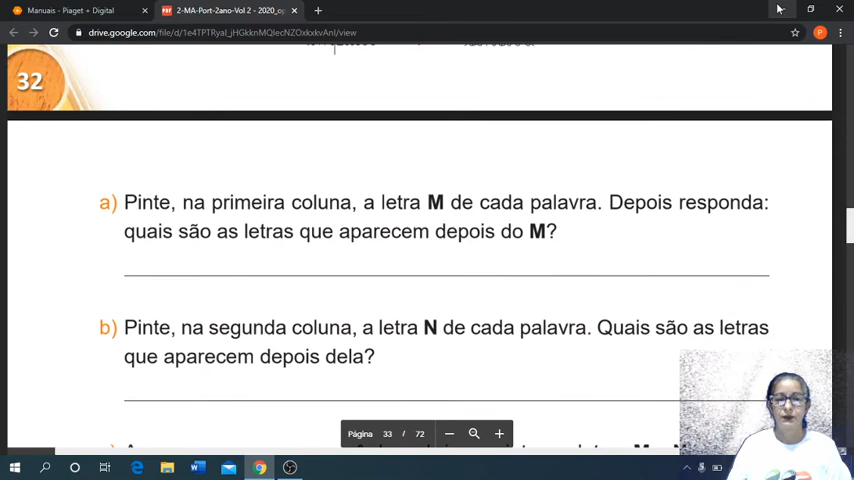 Manuais - Piaget + Digital
2-MA-Port-2ano-Vol 2 - 2020_o
drive.google.com/file/d/1e4TPTRyaI_jHGkknMQIecNZOxkxkvAnI/view
32
a) Pinte, na primeira coluna, a letra M de cada palavra. Depois responda:
quais são as letras que aparecem depois do M?
b) Pinte, na segunda coluna, a letra N de cada palavra. Quais são as letras
que aparecem depois dela?
Página 33 / 72